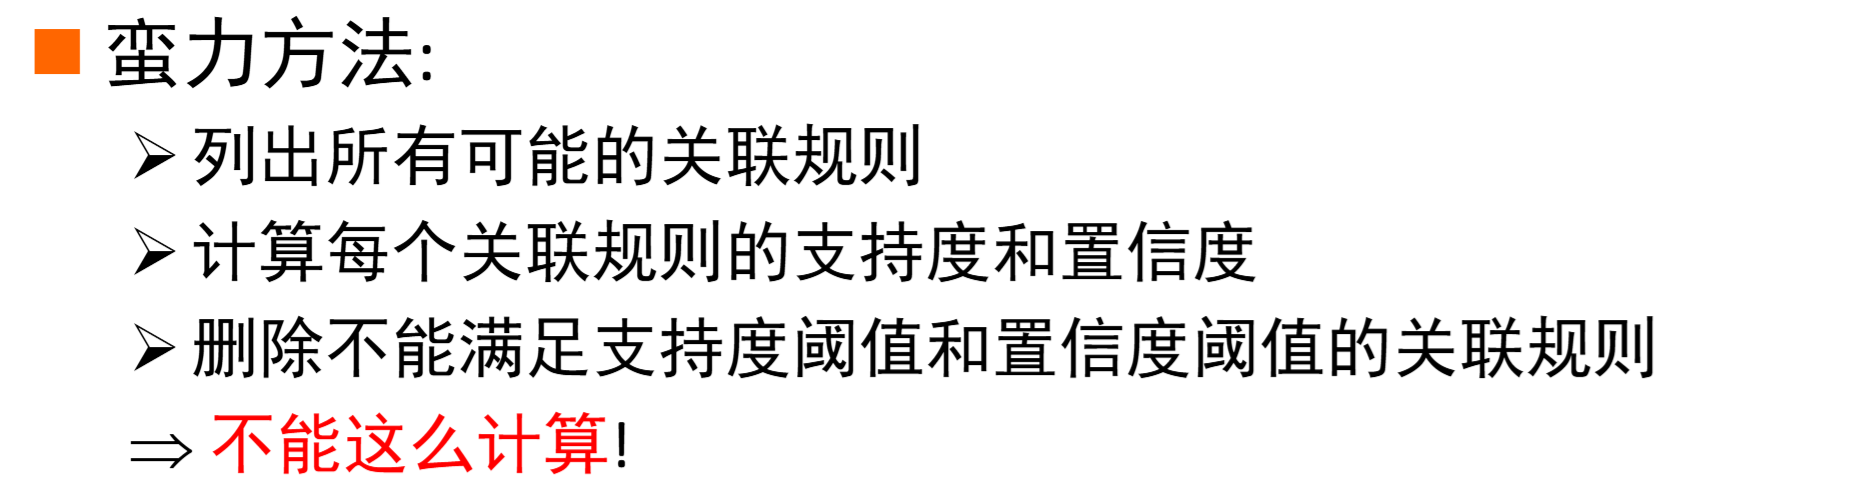 ■ 蛮力方法:
➢ 列出所有可能的关联规则
➢ 计算每个关联规则的支持度和置信度
➢ 删除不能满足支持度阈值和置信度阈值的关联规则
⇒ 不能这么计算!